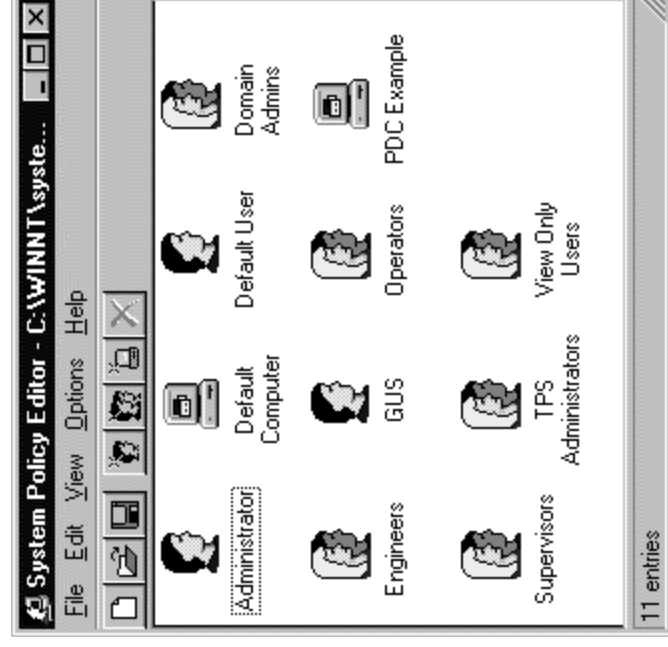 System Policy Editor - C:\WINNT\syste...
File Edit View Options Help
Administrator
Default
Computer
Default User
Domain
Admins
Engineers
GUS
Operators
PDC Example
Supervisors
TPS
Administrators
View Only
Users
11 entries